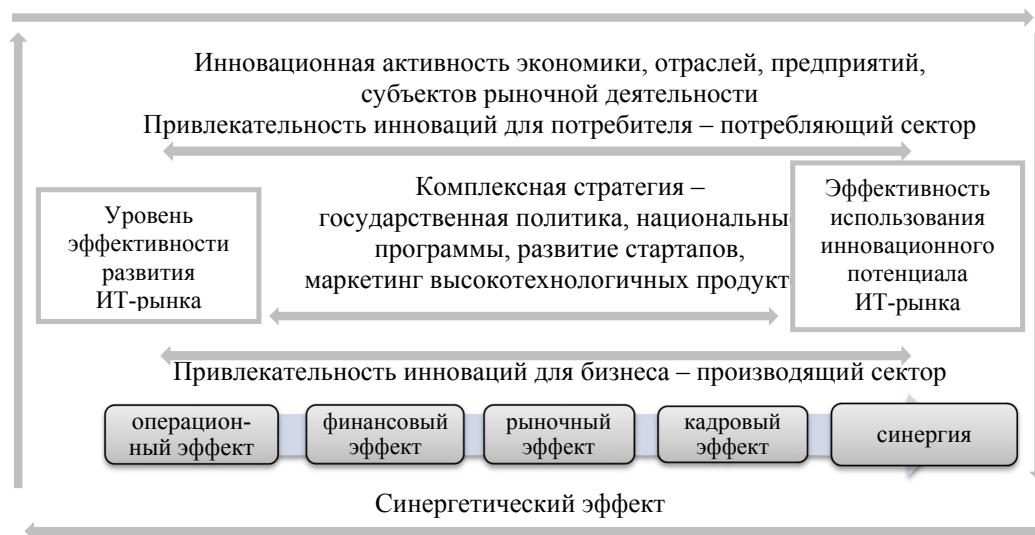 Инновационная активность экономики, отраслей, предприятий,
субъектов рыночной деятельности
Привлекательность инноваций для потребителя – потребляющий сектор
Уровень
эффективности
развития
ИТ-рынка
Комплексная стратегия –
государственная политика, национальны
программы, развитие стартапов,
маркетинг высокотехнологичных продукт
Эффективность
использования
инновационного
потенциала
ИТ-рынка
Привлекательность инноваций для бизнеса – производящий сектор
операцион-
ный эффект
финансовый
эффект
рыночный
эффект
кадровый
эффект
синергия
Синергетический эффект